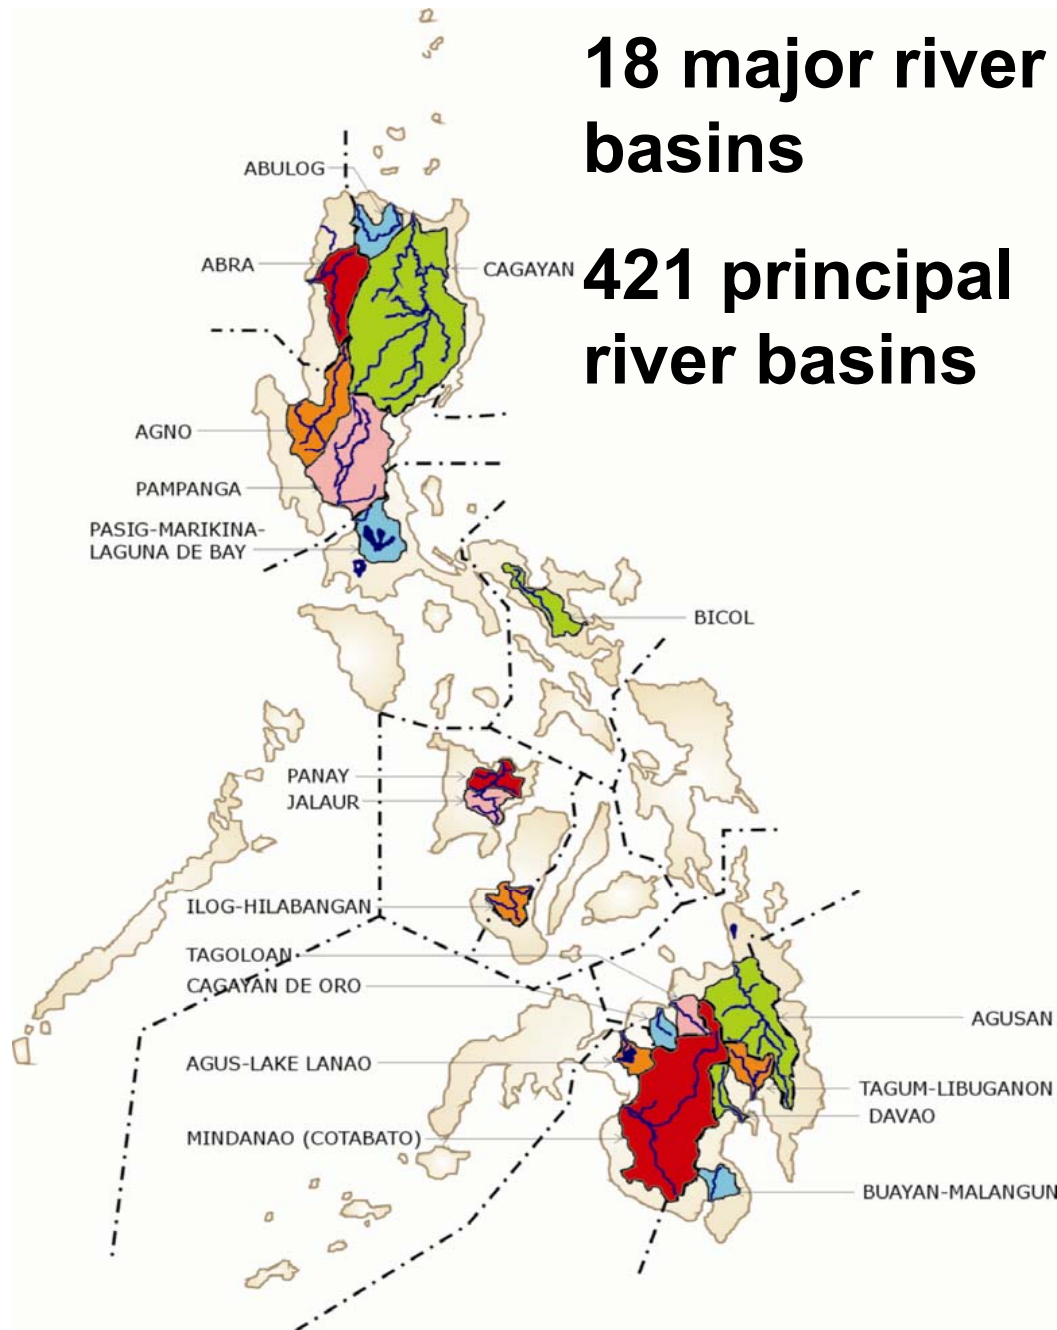 18 major river
basins
421 principal
river basins
ABULOG
ABRA
CAGAYAN
AGNO
PAMPANGA
PASIG-MARIKINA-
LAGUNA DE BAY
BICOL
PANAY
JALAUR
ILOG-HILABANGAN
TAGOLOAN
CAGAYAN DE ORO
AGUSAN
AGUS-LAKE LANAO
TAGUM-LIBUGANON
DAVAO
MINDANAO (COTABATO)
BUAYAN-MALANGUN